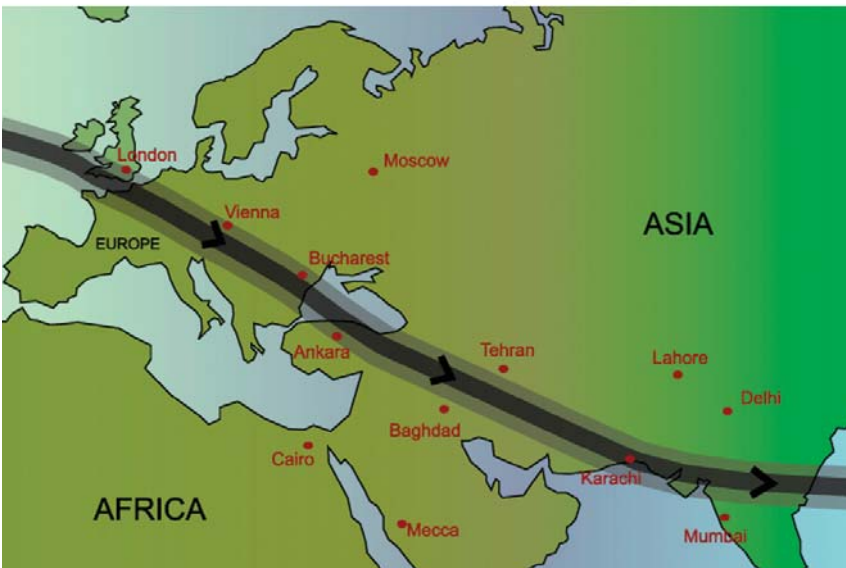 London
Moscow
Vienna
ASIA
EUROPE
Bucharest
Ankara
Tehran
Lahore
Delhi
Baghdad
Cairo
Karachi
AFRICA
Mecca
Mumbai